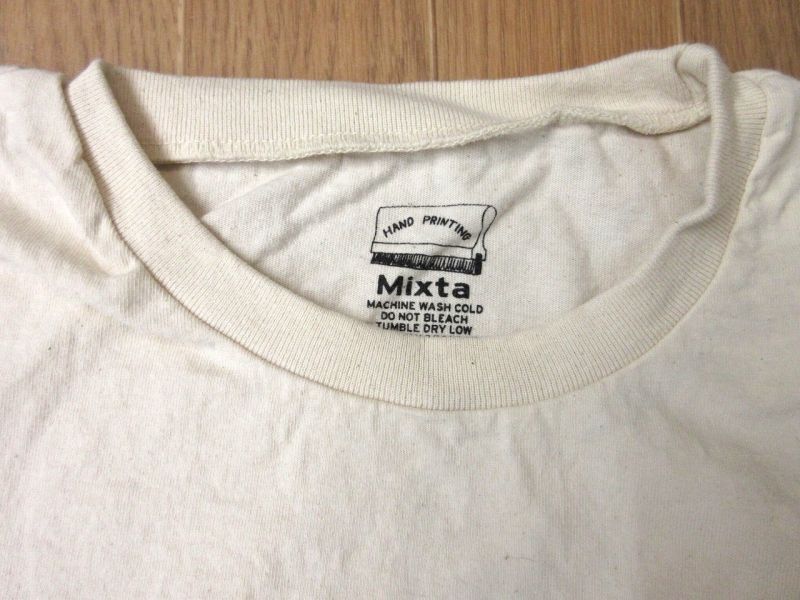 HAND PRINTING
Mixta
MACHINE WASH COLD
DO NOT BLEACH
TUMBLE DRY LOW